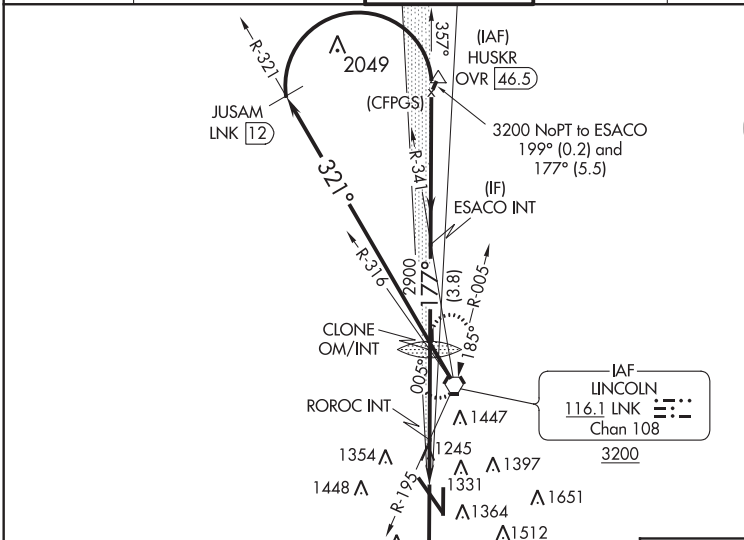 R-321
357°
(IAF)
HUSKR
OVR 46.5
2049
(CFPGS)
JUSAM
LNK 12
3200 NoPT to ESACO
199° (0.2) and
177° (5.5)
R-341
321°
(IF)
ESACO INT
R-316
2900
177°
(3.8)
R-005
185°
CLONE
OM/INT
005°
IAF
LINCOLN
116.1 LNK
Chan 108
3200
ROROC INT
1447
1354
1245
1397
1331
1448
R-195
1651
1364
1512